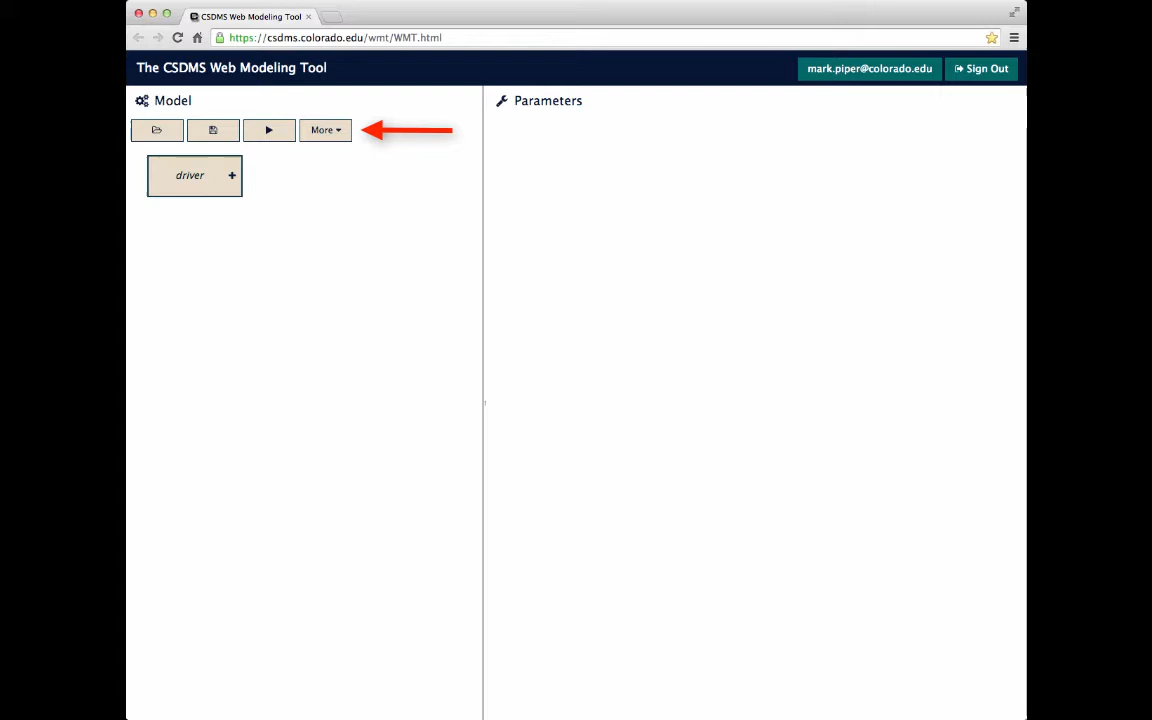 CSDMS Web Modeling Tool
https://csdms.colorado.edu/wmt/WMT.html
The CSDMS Web Modeling Tool
mark.piper@colorado.edu
Sign Out
Model
Parameters
More
driver